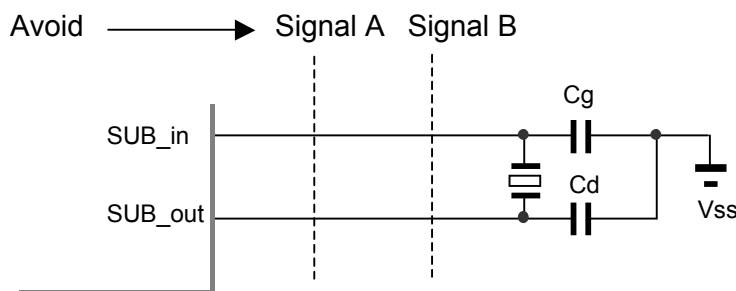 Avoid Signal A Signal B
Cg
SUB_in
Cd
SUB_out
Vss